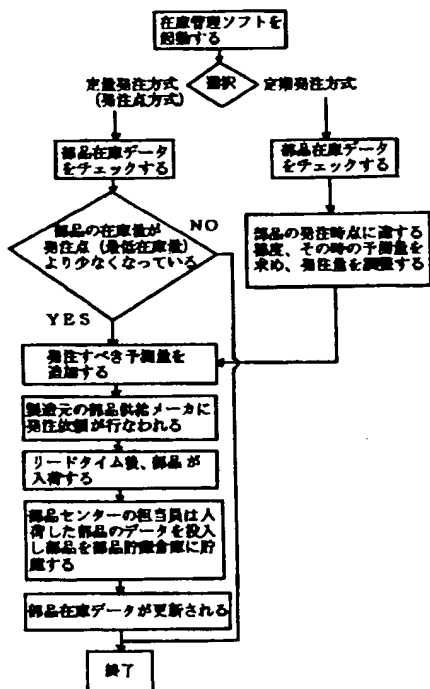 在庫管理ソフトを
起動する
選択
定量発注方式
(発注点方式)
定期発注方式
部品在庫データ
をチェックする
部品在庫データ
をチェックする
部品の在庫量が
発注点(最低在庫量)
より少なくなっている
NO
YES
部品の発注時点に達する
都度、その時の予測量を
求め、発注量を調整する
発注すべき予測量を
追加する
製造元の部品供給メーカに
発注依頼が行なわれる
リードタイム後、部品が
入荷する
部品センターの担当員は入
荷した部品のデータを投入
し部品を部品貯蔵倉庫に貯
蔵する
部品在庫データが更新される
終了